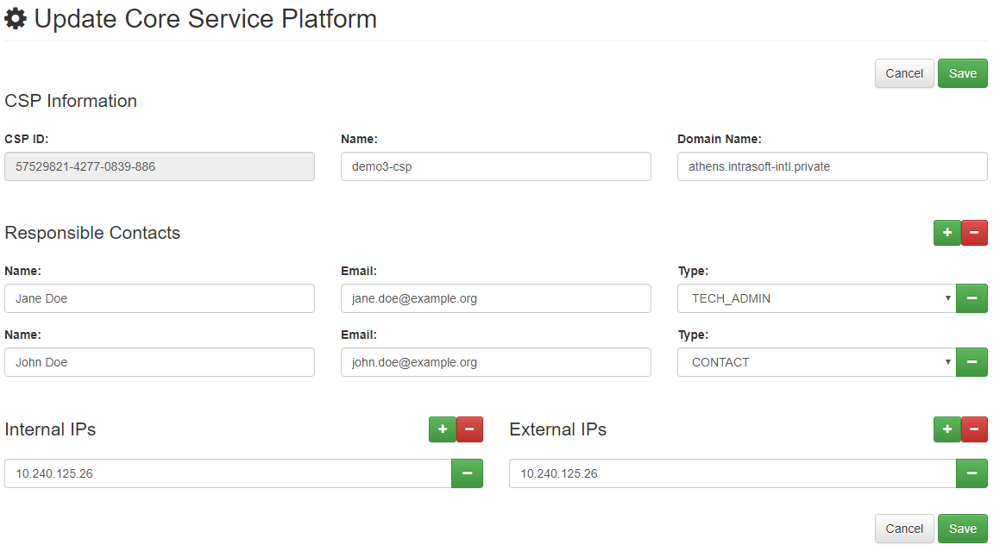 Update Core Service Platform
Cancel Save
CSP Information
CSP ID: Name: Domain Name:
57529821-4277-0839-886 demo3-csp athens.intrasoft-intl.private
Responsible Contacts
Name: Email: Type:
Jane Doe jane.doe@example.org TECH_ADMIN
Name: Email: Type:
John Doe john.doe@example.org CONTACT
Internal IPs External IPs
10.240.125.26 10.240.125.26
Cancel Save